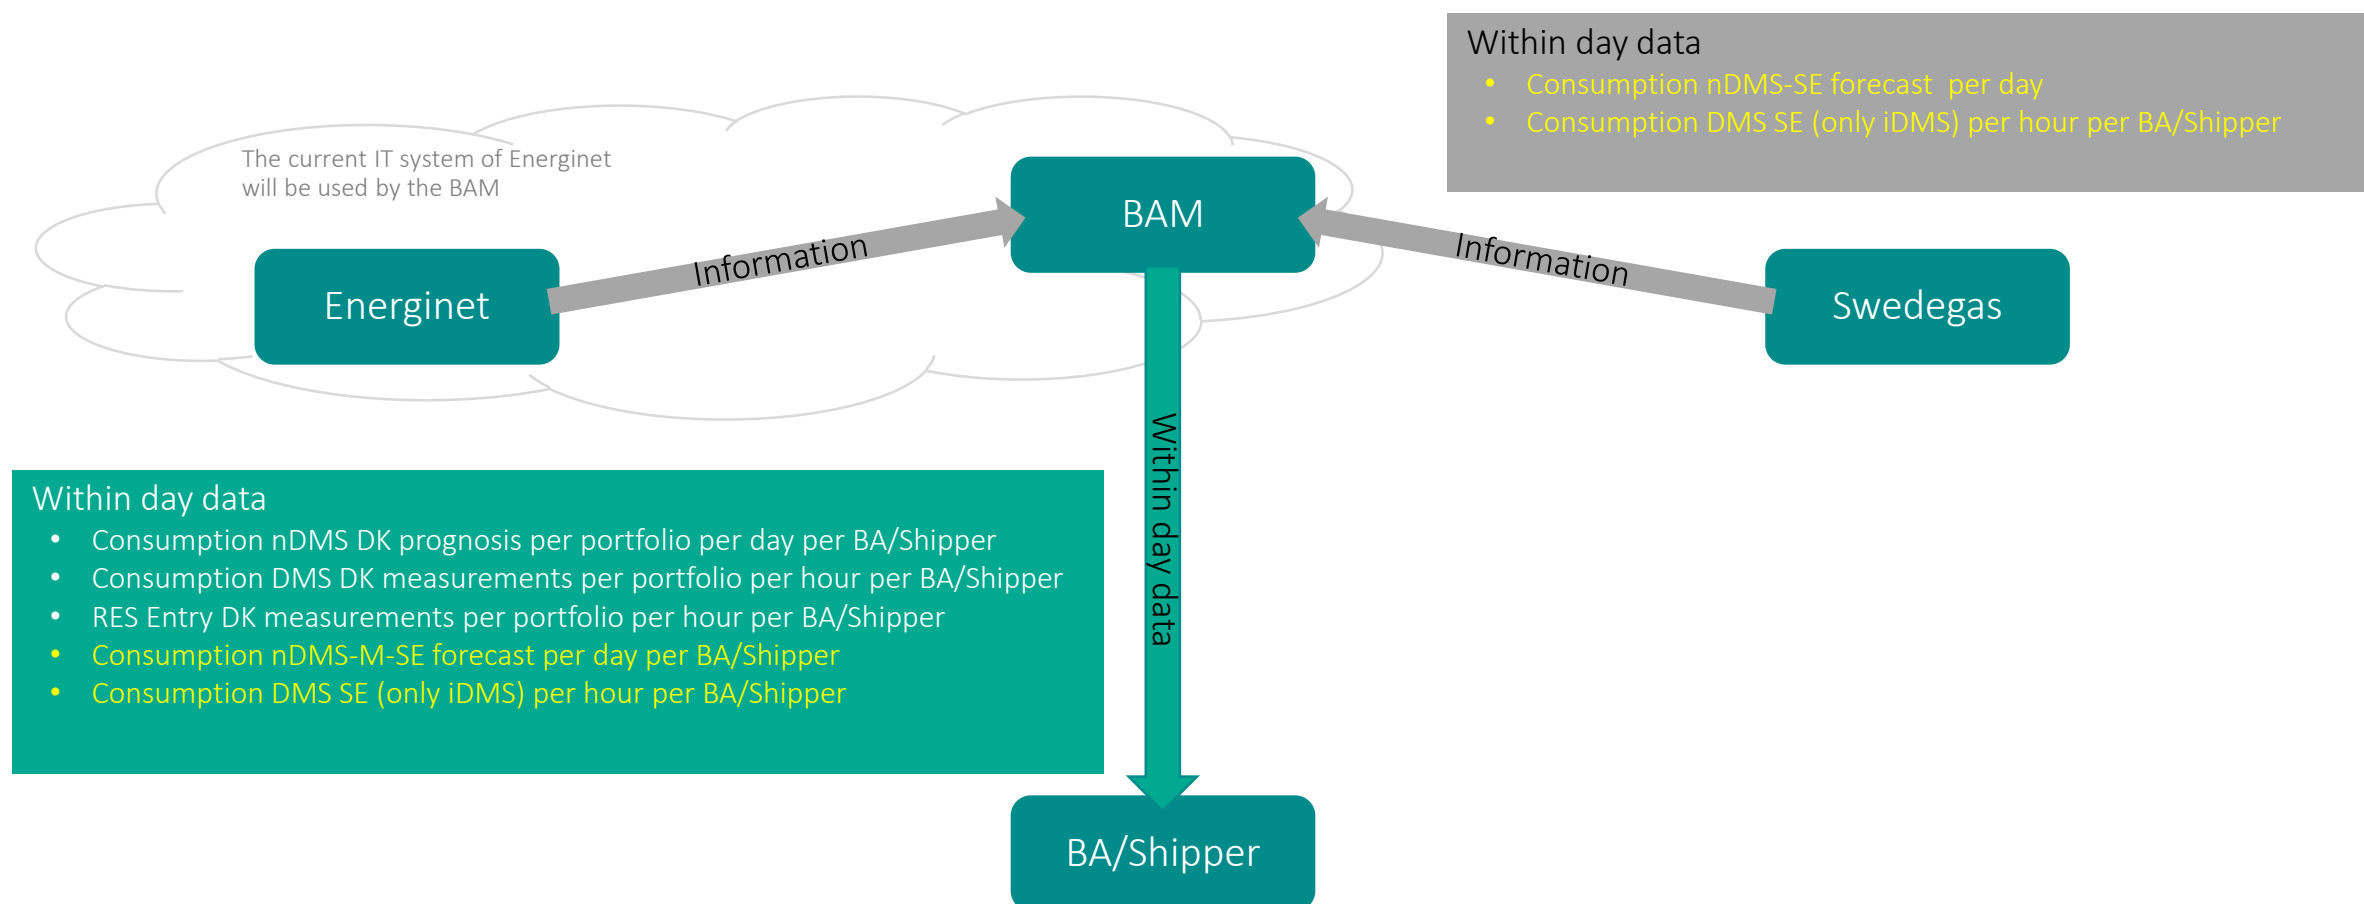 Within day data
• Consumption nDMS-SE forecast  per day
• Consumption DMS SE (only iDMS) per hour per BA/Shipper
The current IT system of Energinet
will be used by the BAM
BAM
Information
Information
Energinet
Swedegas
Within day data
Within day data
• Consumption nDMS DK prognosis per portfolio per day per BA/Shipper
• Consumption DMS DK measurements per portfolio per hour per BA/Shipper
• RES Entry DK measurements per portfolio per hour per BA/Shipper
• Consumption nDMS-M-SE forecast per day per BA/Shipper
• Consumption DMS SE (only iDMS) per hour per BA/Shipper
BA/Shipper